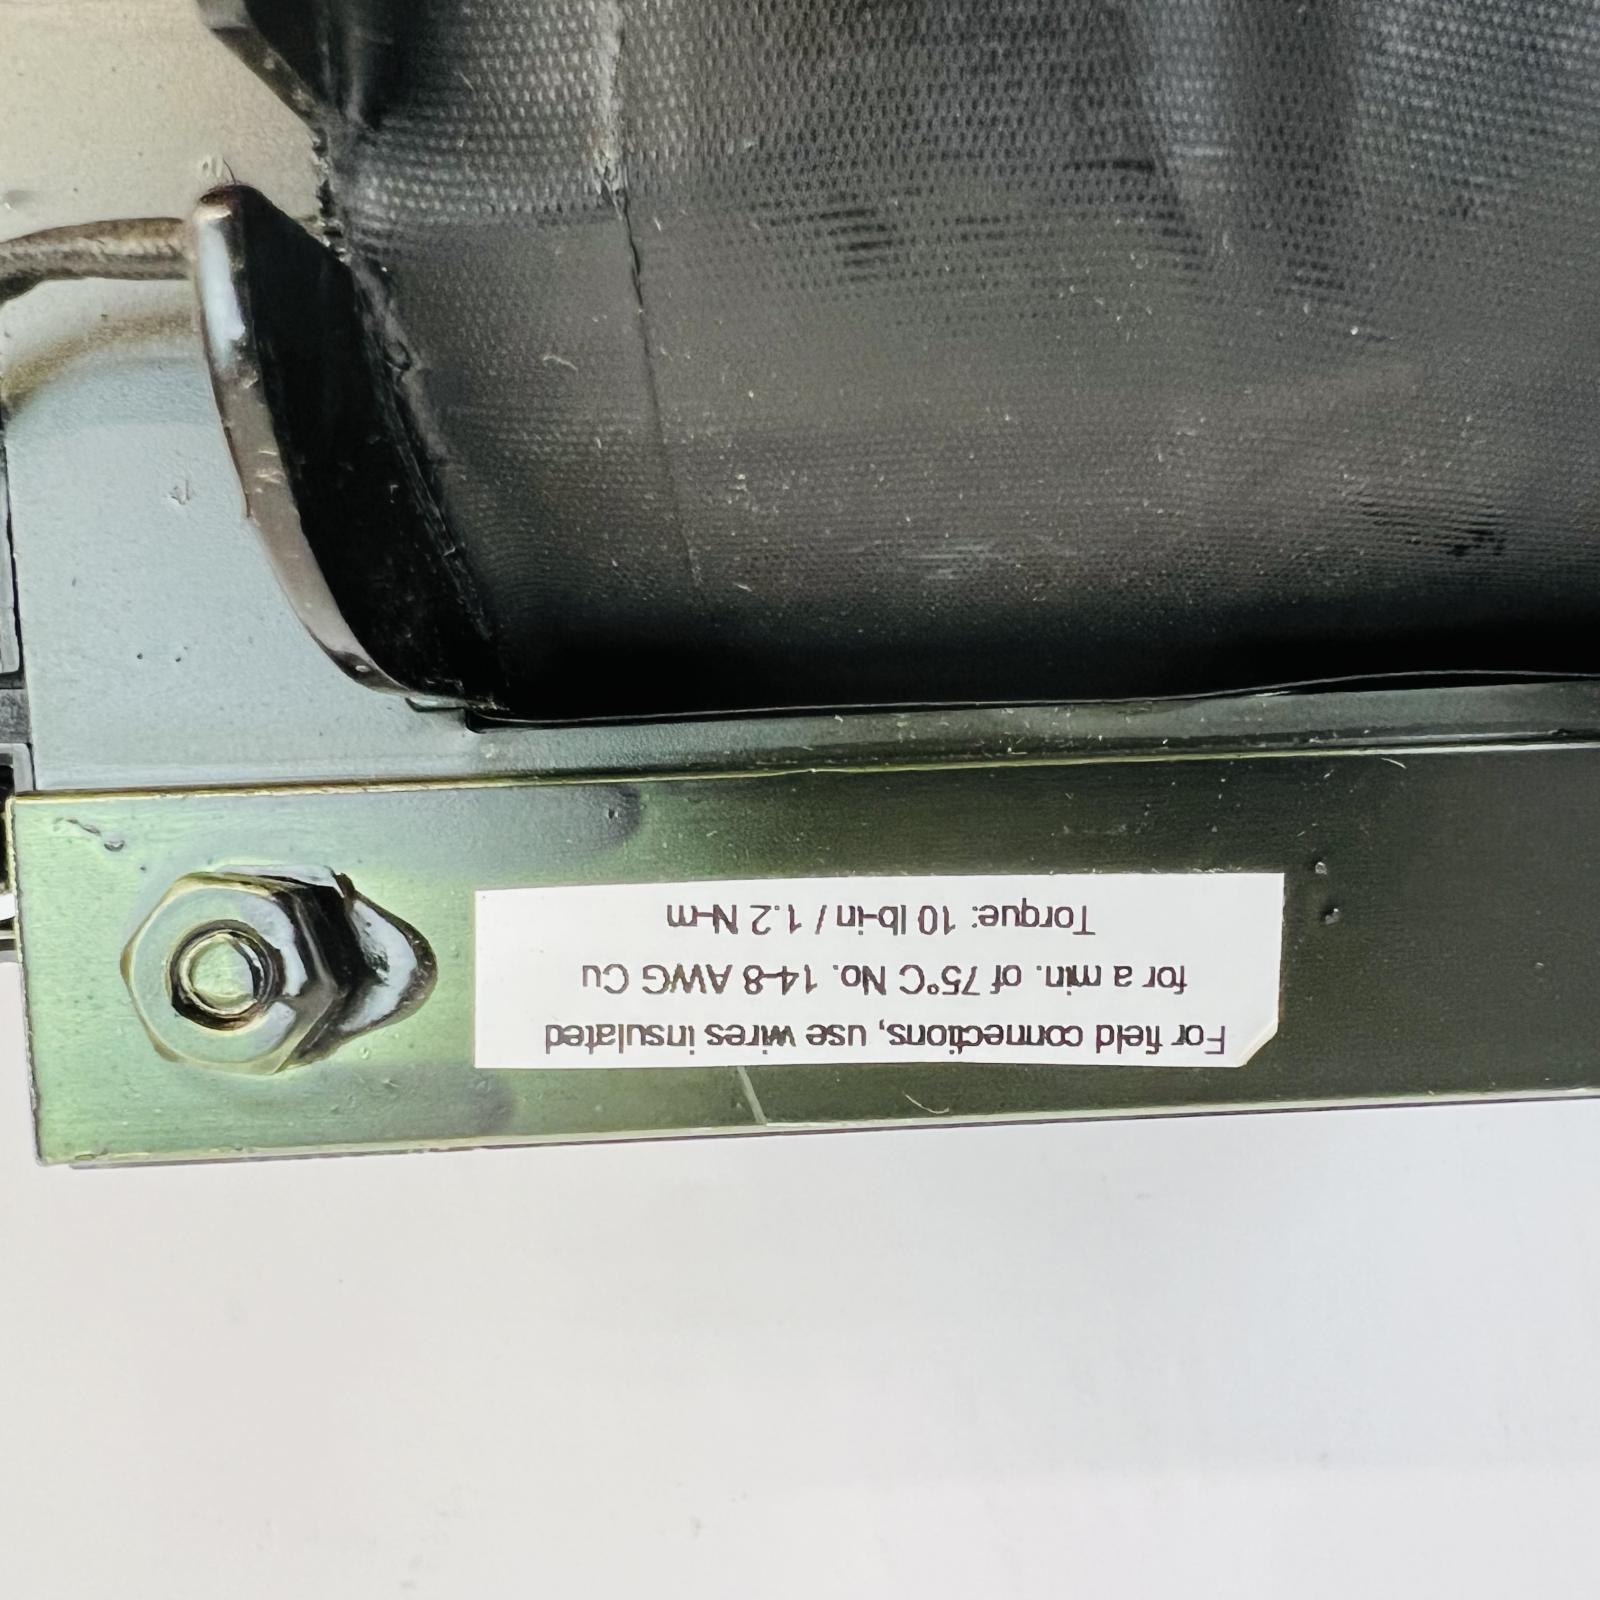 For field connections, use wires insulated
for a min. of 75°C No. 14-8 AWG Cu
Torque: 10 lb-in / 1.2 N-m